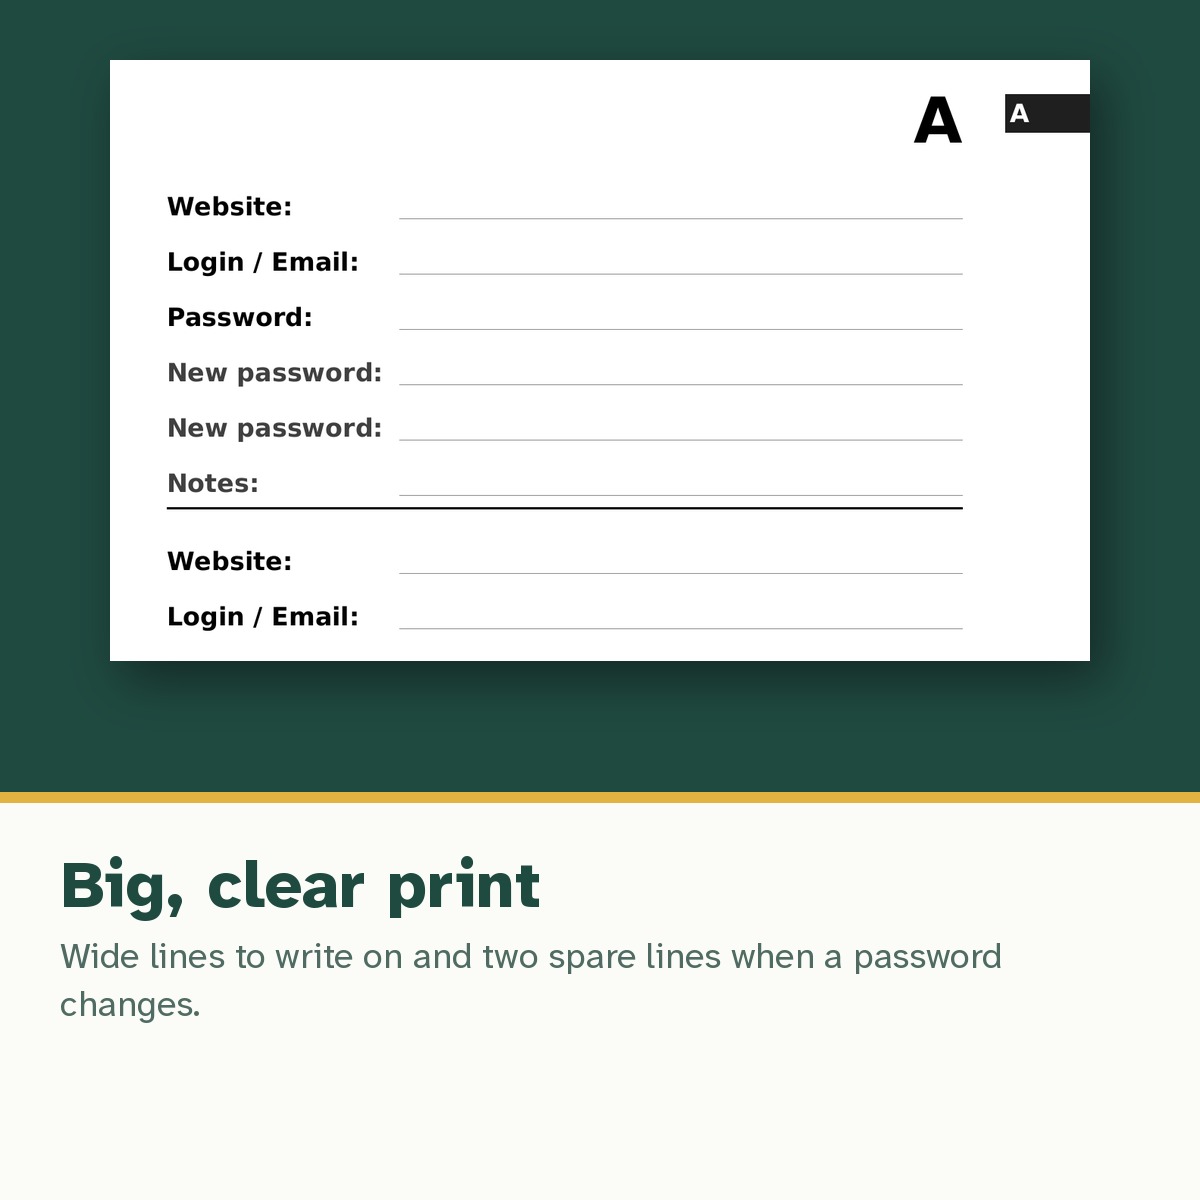 A
A
Website:
Login / Email:
Password:
New password:
New password:
Notes:
Website:
Login / Email:
Big, clear print
Wide lines to write on and two spare lines when a password
changes.